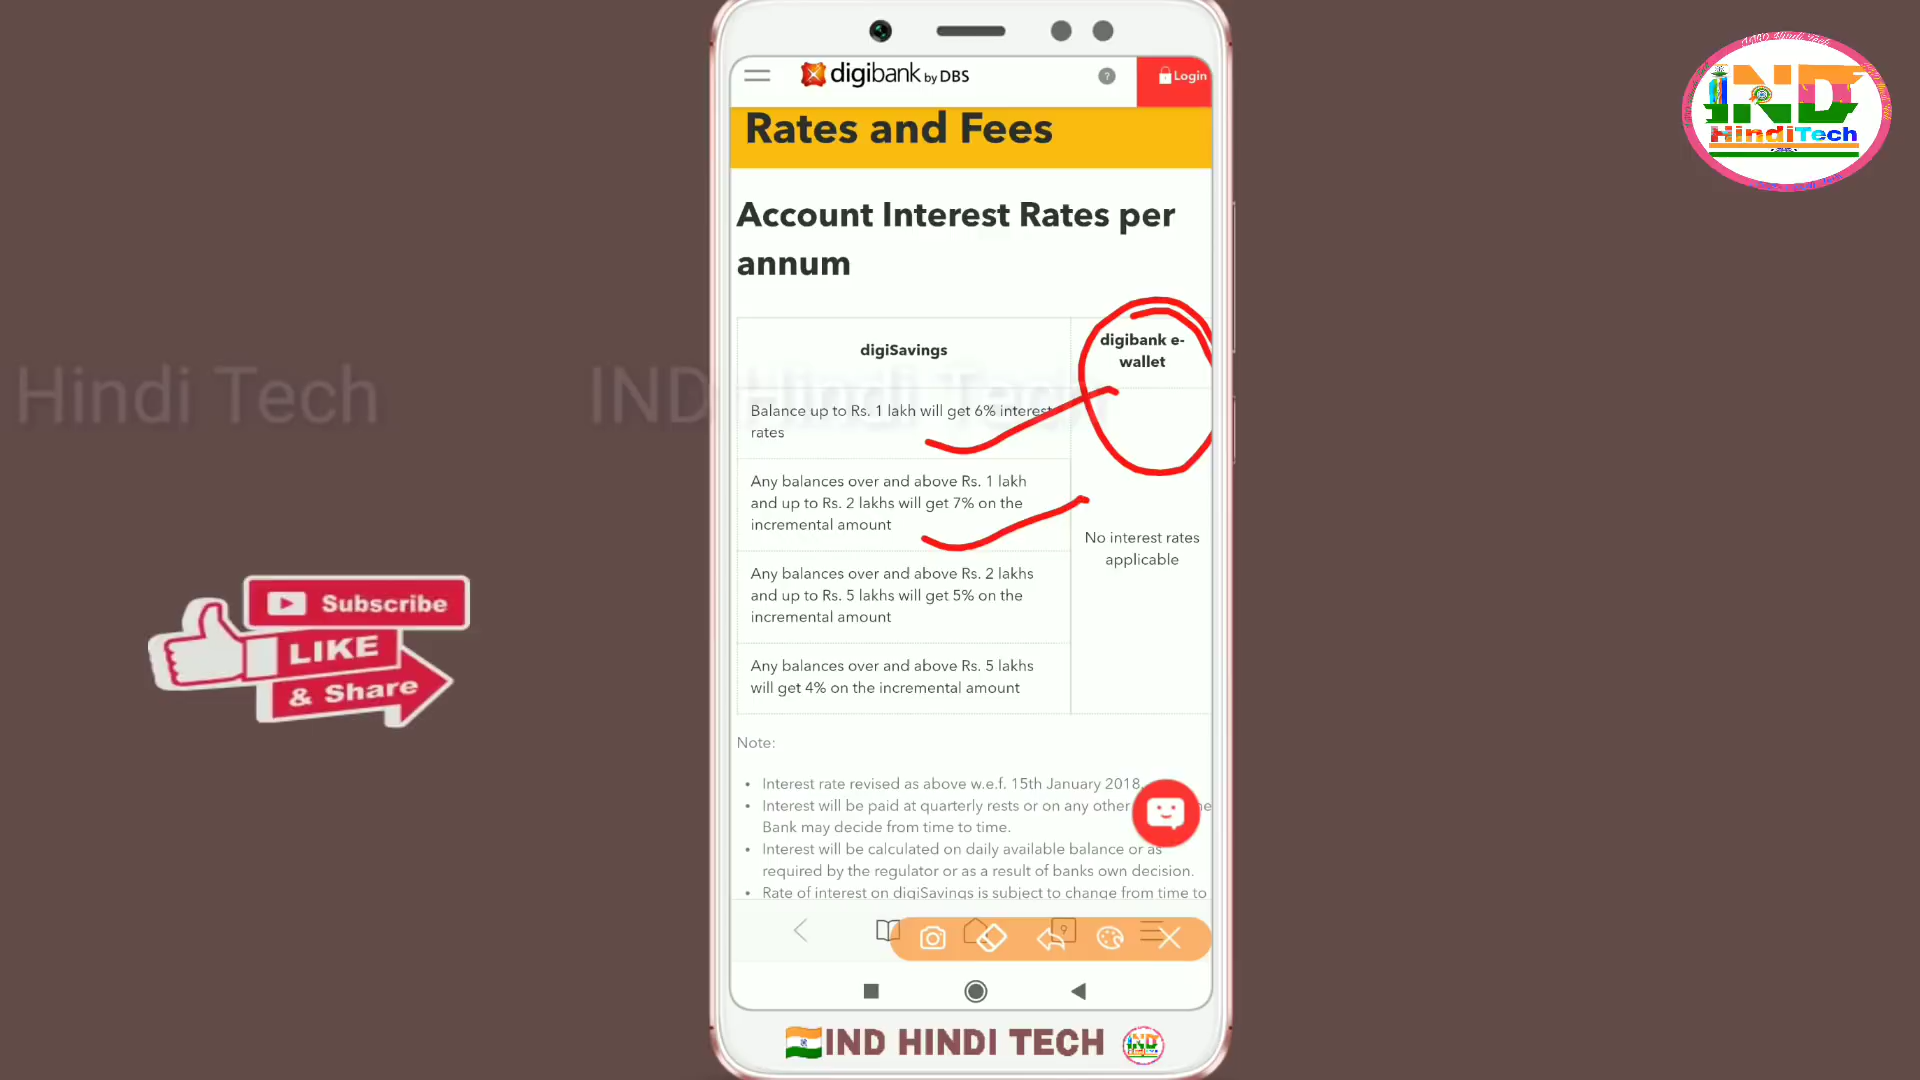 digibank by DBS
?
Login
Rates and Fees
Account Interest Rates per
annum
digiSavings
digibank e-
wallet
Balance up to Rs. 1 lakh will get 6% interest
rates
Any balances over and above Rs. 1 lakh
and up to Rs. 2 lakhs will get 7% on the
incremental amount
Any balances over and above Rs. 2 lakhs
and up to Rs. 5 lakhs will get 5% on the
incremental amount
Any balances over and above Rs. 5 lakhs
will get 4% on the incremental amount
No interest rates
applicable
Note:
• Interest rate revised as above w.e.f. 15th January 2018.
• Interest will be paid at quarterly rests or on any other
Bank may decide from time to time.
• Interest will be calculated on daily available balance or as
required by the regulator or as a result of banks own decision.
• Rate of interest on digiSavings is subject to change from time to
IND HINDI TECH
IND
Hindi Tech
IND Hindi Tech
Subscribe
LIKE
& Share
IND
HindiTech